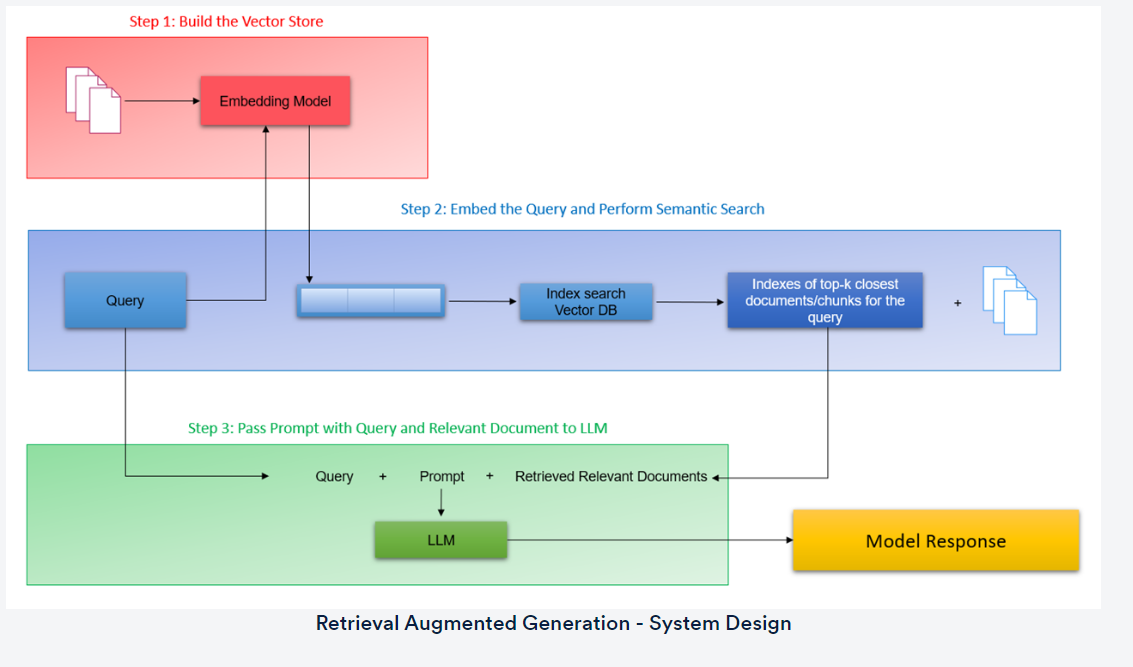 Step 1: Build the Vector Store
Embedding Model
Step 2: Embed the Query and Perform Semantic Search
Query
Index search
Vector DB
Indexes of top-k closest
documents/chunks for the
query
+
Step 3: Pass Prompt with Query and Relevant Document to LLM
Query + Prompt + Retrieved Relevant Documents
LLM
Model Response
Retrieval Augmented Generation - System Design